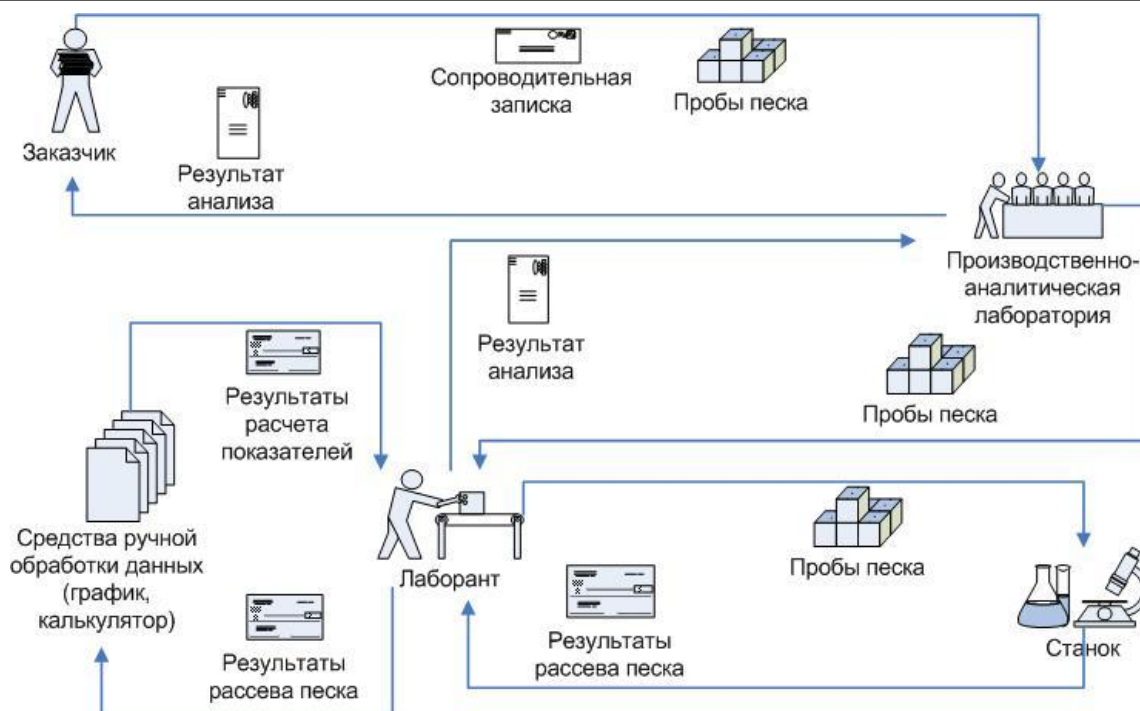 Заказчик
Результат
анализа
Сопроводительная
записка
Пробы песка
Производственно-
аналитическая
лаборатория
Результат
анализа
Пробы песка
Результаты
расчета
показателей
Средства ручной
обработки данных
(график,
калькулятор)
Лаборант
Пробы песка
Станок
Результаты
рассева песка
Результаты
рассева песка